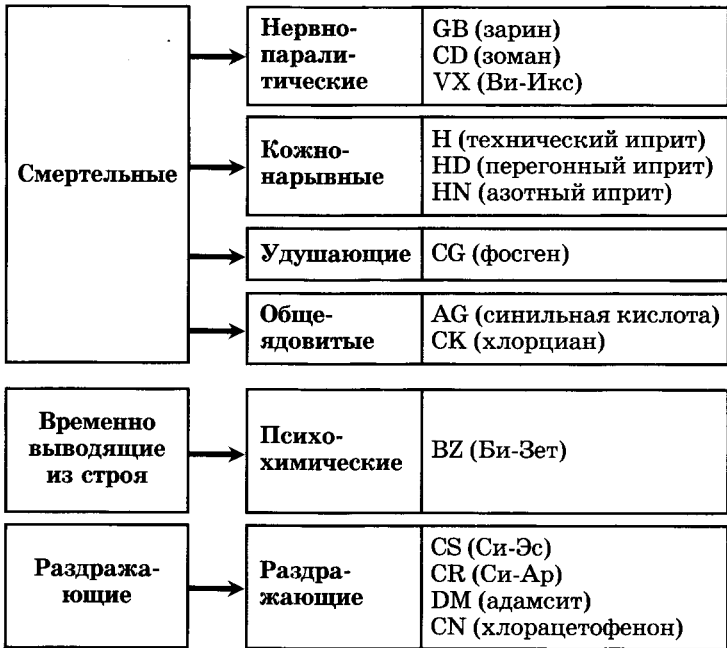 Смертельные
Нервно-
парали-
тические
GB (зарин)
CD (зоман)
VX (Ви-Икс)
Кожно-
нарывные
H (технический иприт)
HD (перегонный иприт)
HN (азотный иприт)
Удушающие
CG (фосген)
Обще-
ядовитые
AG (синильная кислота)
CK (хлорциан)
Временно
выводящие
из строя
Психо-
химические
BZ (Би-Зет)
Раздража-
ющие
Раздра-
жающие
CS (Си-Эс)
CR (Си-Ар)
DM (адамсит)
CN (хлорацетофенон)